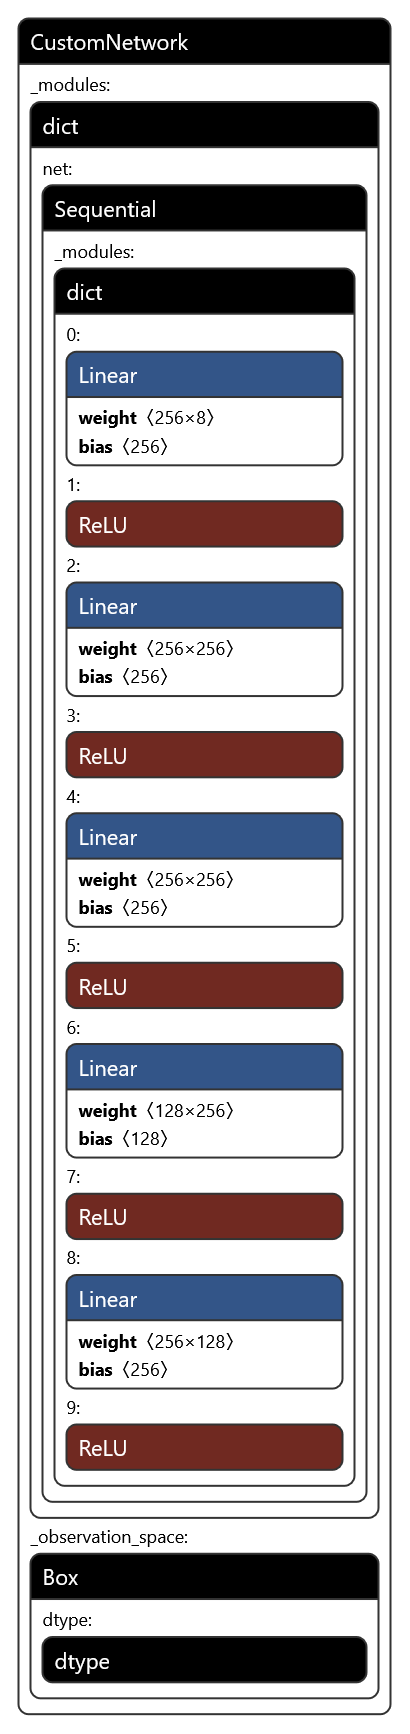 CustomNetwork
_modules:
dict
net:
Sequential
_modules:
dict
0:
Linear
weight〈256×8〉
bias〈256〉
1:
ReLU
2:
Linear
weight〈256×256〉
bias〈256〉
3:
ReLU
4:
Linear
weight〈256×256〉
bias〈256〉
5:
ReLU
6:
Linear
weight〈128×256〉
bias〈128〉
7:
ReLU
8:
Linear
weight〈256×128〉
bias〈256〉
9:
ReLU
_observation_space:
Box
dtype:
dtype